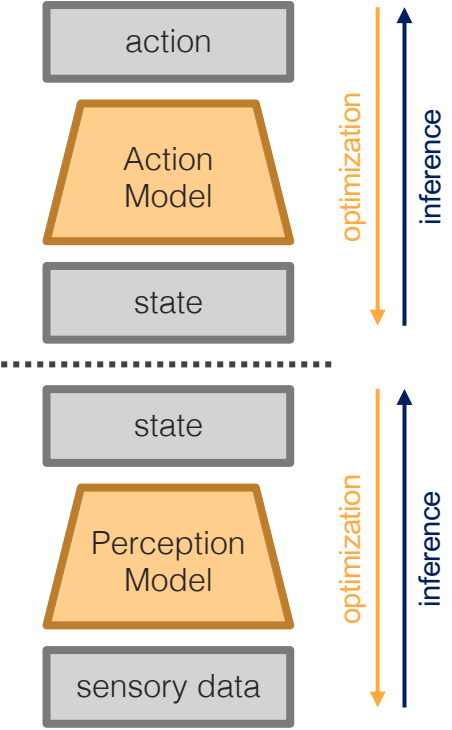 action
Action
Model
state
optimization
inference
state
Perception
Model
sensory data
optimization
inference